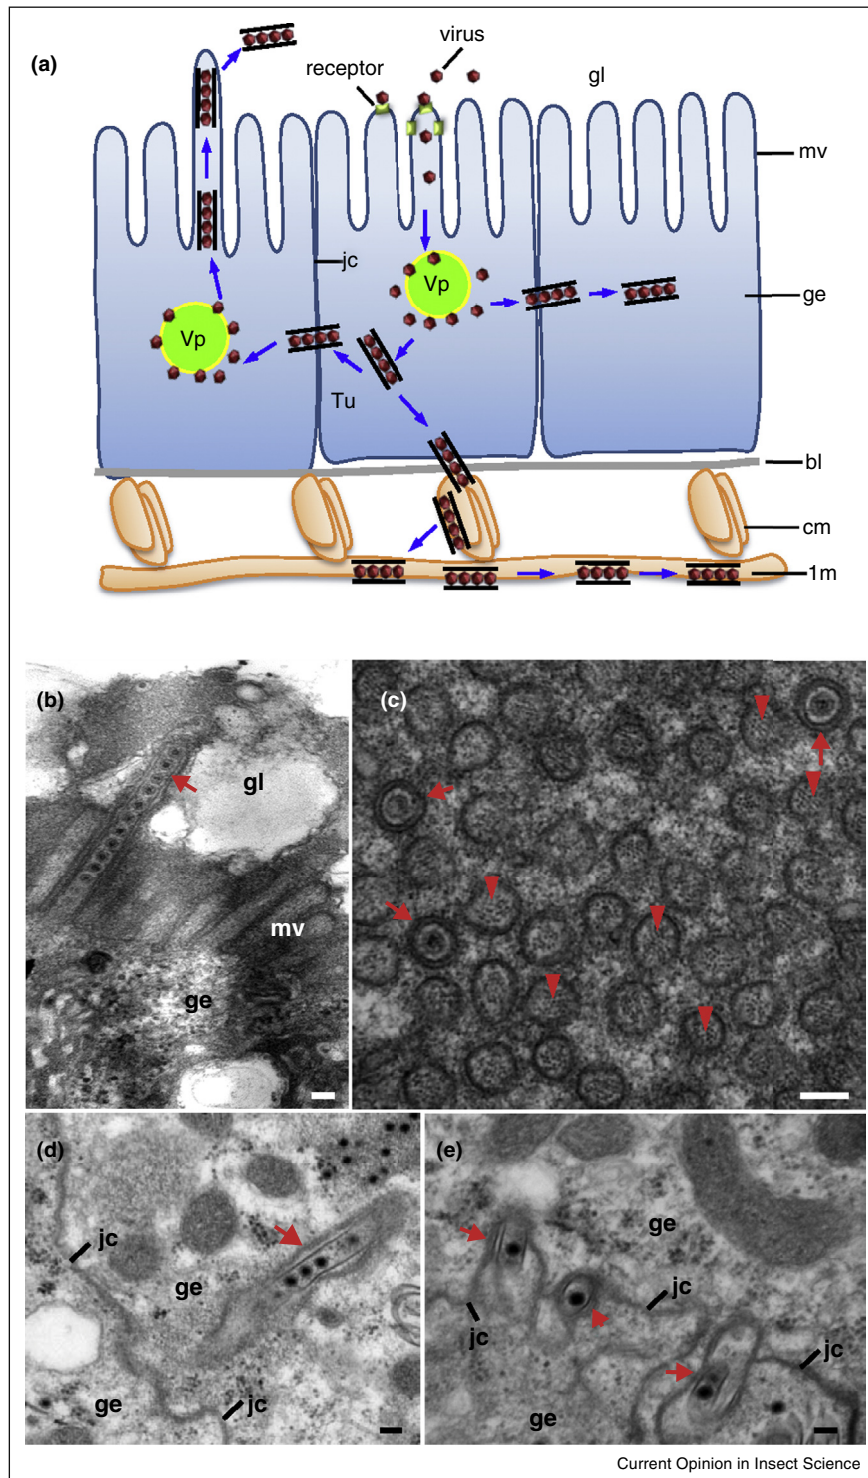 (a)
virus
receptor
gl
mv
jc
Vp
ge
Vp
Tu
bl
cm
1m
(b)
gl
mv
ge
(c)
(d)
jc
ge
ge
jc
(e)
ge
jc
jc
jc
ge
Current Opinion in Insect Science